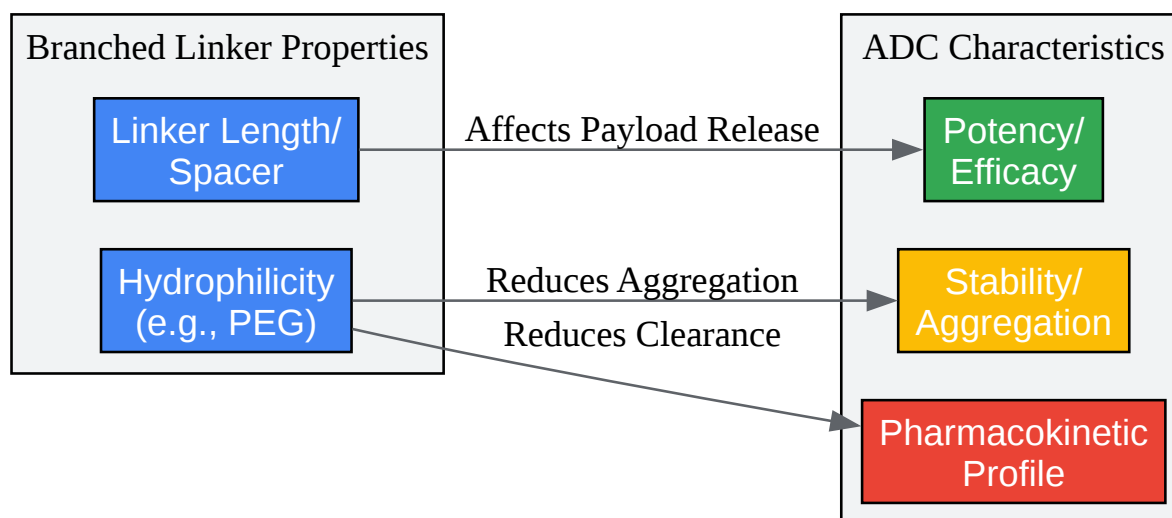 Branched Linker Properties
Linker Length/
Spacer
Hydrophilicity
(e.g., PEG)
Affects Payload Release
Reduces Aggregation
Reduces Clearance
ADC Characteristics
Potency/
Efficacy
Stability/
Aggregation
Pharmacokinetic
Profile